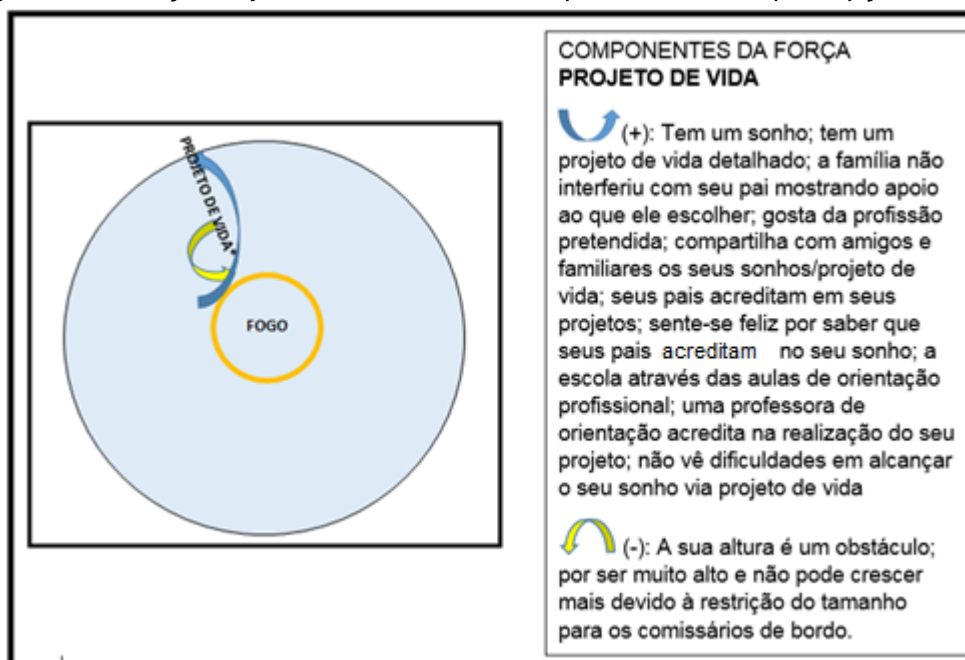 PROJETO DE VIDA*
FOGO
COMPONENTES DA FORÇA
PROJETO DE VIDA
(+): Tem um sonho; tem um
projeto de vida detalhado; a família não
interferiu com seu pai mostrando apoio
ao que ele escolher; gosta da profissão
pretendida; compartilha com amigos e
familiares os seus sonhos/projeto de
vida; seus pais acreditam em seus
projetos; sente-se feliz por saber que
seus pais acreditam no seu sonho; a
escola através das aulas de orientação
profissional; uma professora de
orientação acredita na realização do seu
projeto; não vê dificuldades em alcançar
o seu sonho via projeto de vida
(-): A sua altura é um obstáculo;
por ser muito alto e não pode crescer
mais devido à restrição do tamanho
para os comissários de bordo.